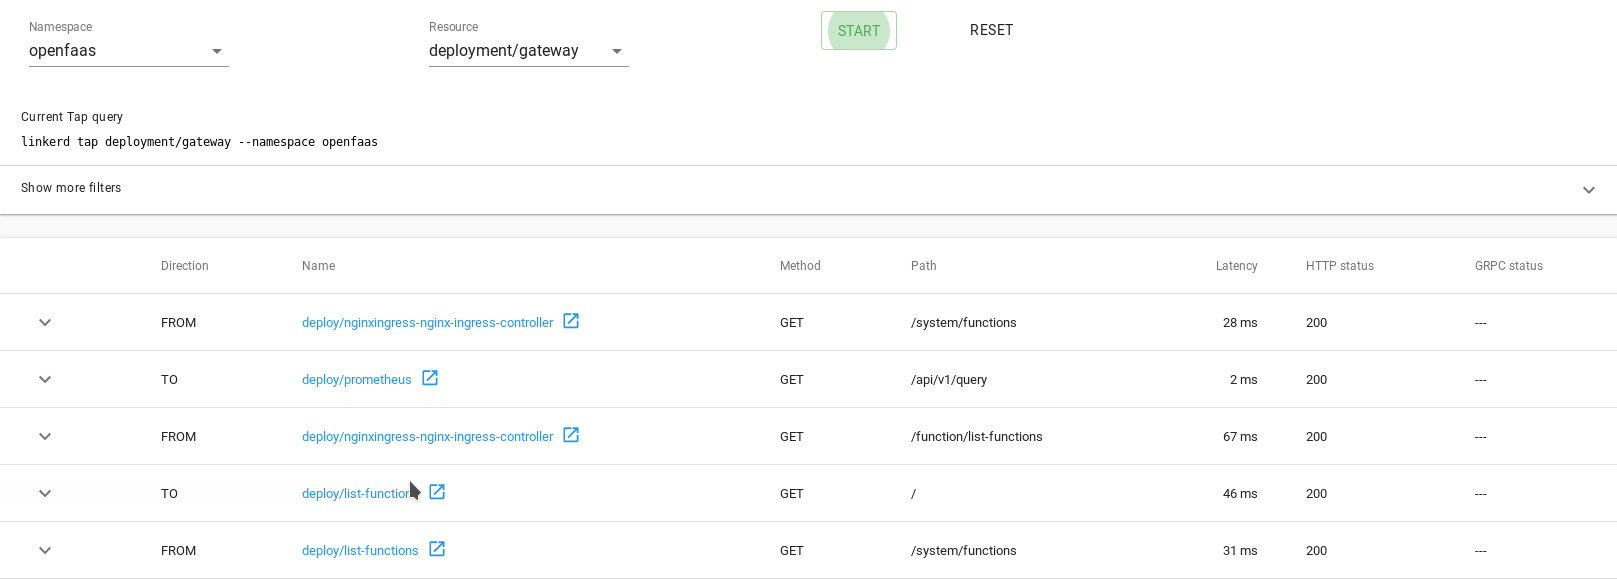 Namespace
openfaas
Resource
deployment/gateway
START
RESET
Current Tap query
linkerd tap deployment/gateway --namespace openfaas
Show more filters
Direction Name Method Path Latency HTTP status GRPC status
FROM deploy/nginxingress-nginx-ingress-controller GET /system/functions 28 ms 200 ---
TO deploy/prometheus GET /api/v1/query 2 ms 200 ---
FROM deploy/nginxingress-nginx-ingress-controller GET /function/list-functions 67 ms 200 ---
TO deploy/list-functions GET / 46 ms 200 ---
FROM deploy/list-functions GET /system/functions 31 ms 200 ---